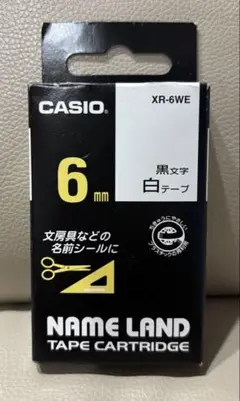 CASIO
XR-6WE
6mm
黒文字
白テープ
文房具などの
名前シールに
NAME LAND
TAPE CARTRIDGE